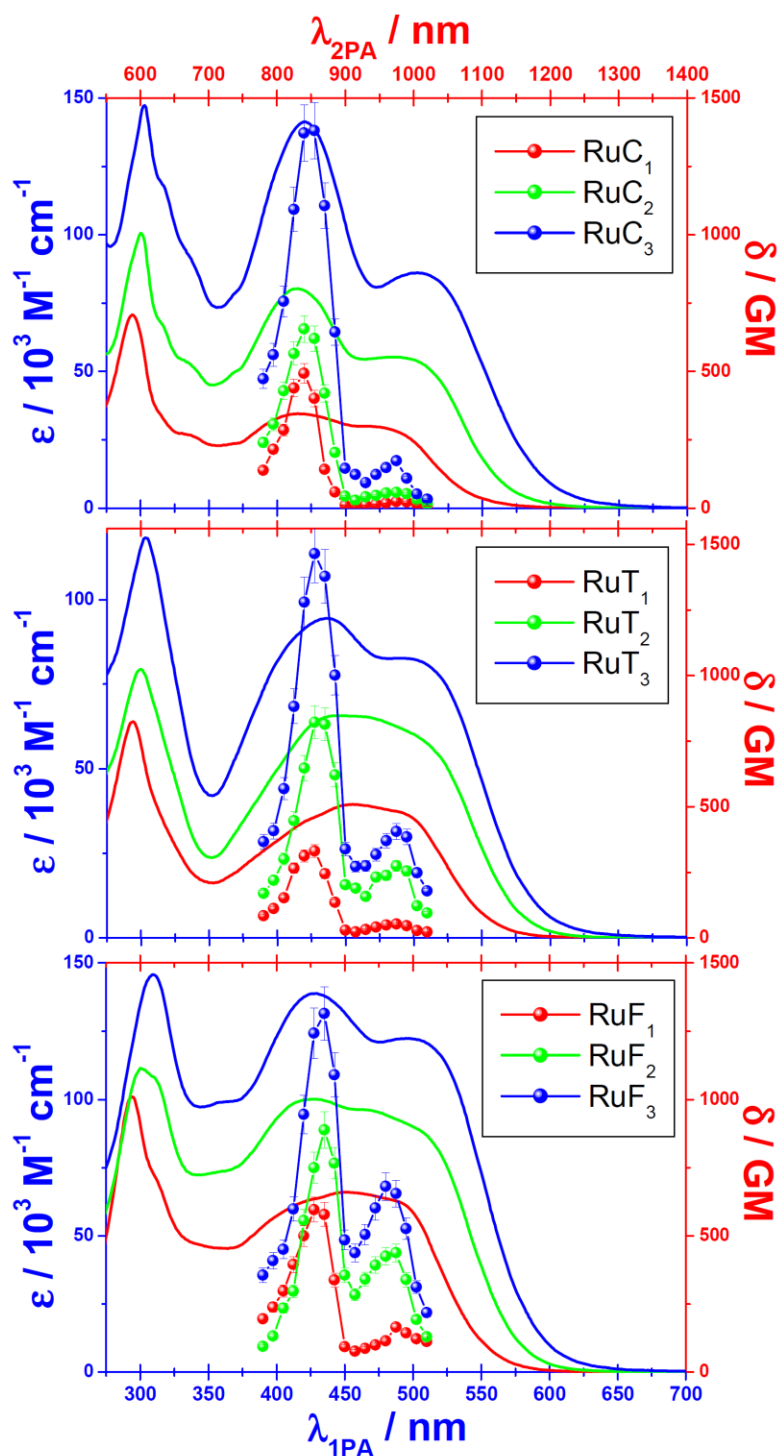 λ2PA / nm
600 700 800 900 1000 1100 1200 1300 1400
150 1500
100 1000
50 500
0 0
ε / 10³ M⁻¹ cm⁻¹
δ / GM
RuC₁
RuC₂
RuC₃
1500
100
1000
50
500
0 0
ε / 10³ M⁻¹ cm⁻¹
δ / GM
RuT₁
RuT₂
RuT₃
150 1500
100 1000
50 500
0 0
ε / 10³ M⁻¹ cm⁻¹
δ / GM
RuF₁
RuF₂
RuF₃
300 350 400 450 500 550 600 650 700
λ1PA / nm